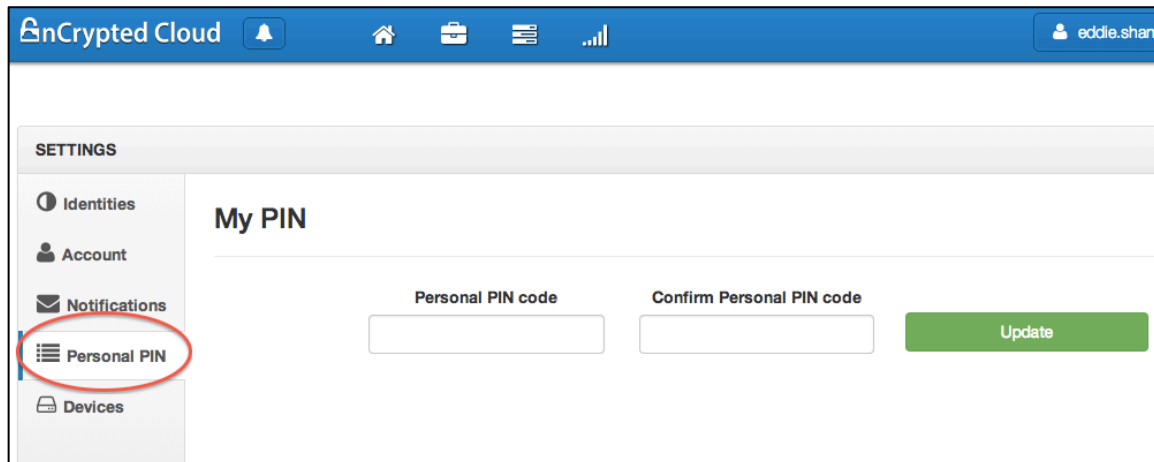 enCrypted Cloud
eddie.shan
SETTINGS
Identities
Account
Notifications
Personal PIN
Devices
My PIN
Personal PIN code
Confirm Personal PIN code
Update